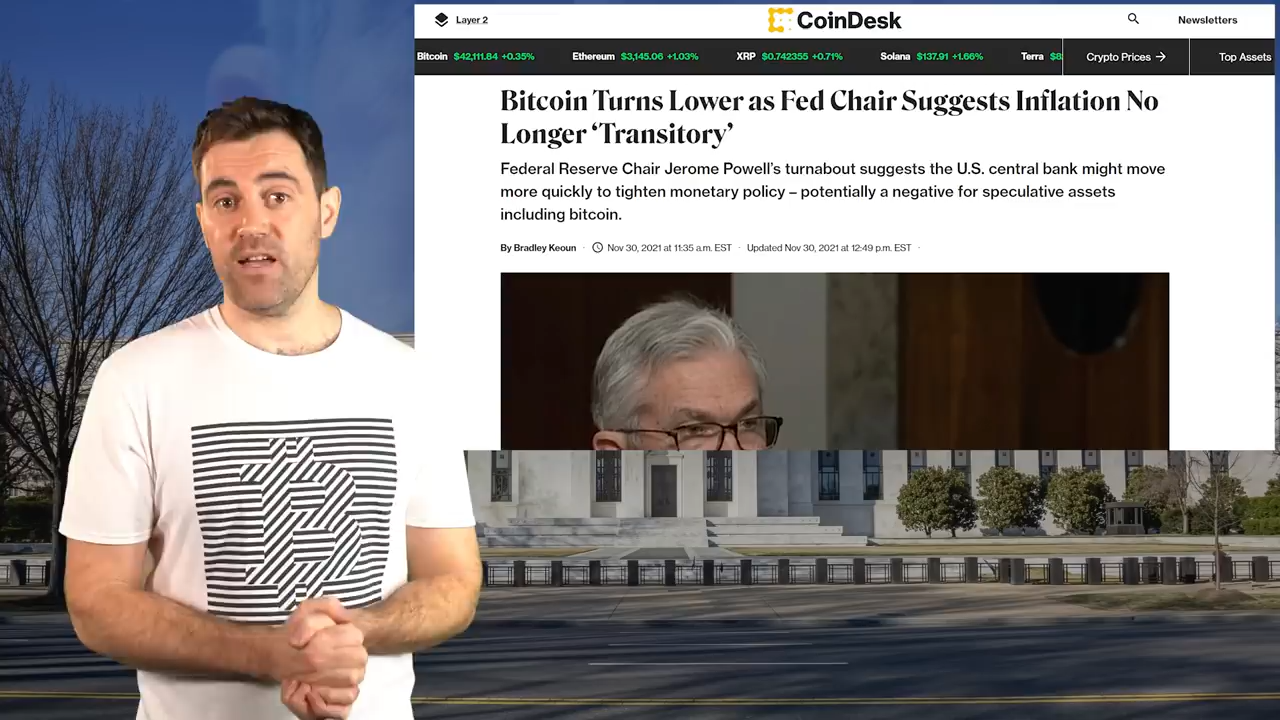 Layer 2
CoinDesk
Newsletters
Bitcoin $42,111.84 +0.35% Ethereum $3,145.06 +1.03% XRP $0.742355 +0.71% Solana $137.91 +1.66% Terra Crypto Prices → Top Assets
Bitcoin Turns Lower as Fed Chair Suggests Inflation No
Longer ‘Transitory’
Federal Reserve Chair Jerome Powell’s turnabout suggests the U.S. central bank might move
more quickly to tighten monetary policy – potentially a negative for speculative assets
including bitcoin.
By Bradley Keoun · Nov 30, 2021 at 11:35 a.m. EST · Updated Nov 30, 2021 at 12:49 p.m. EST ·